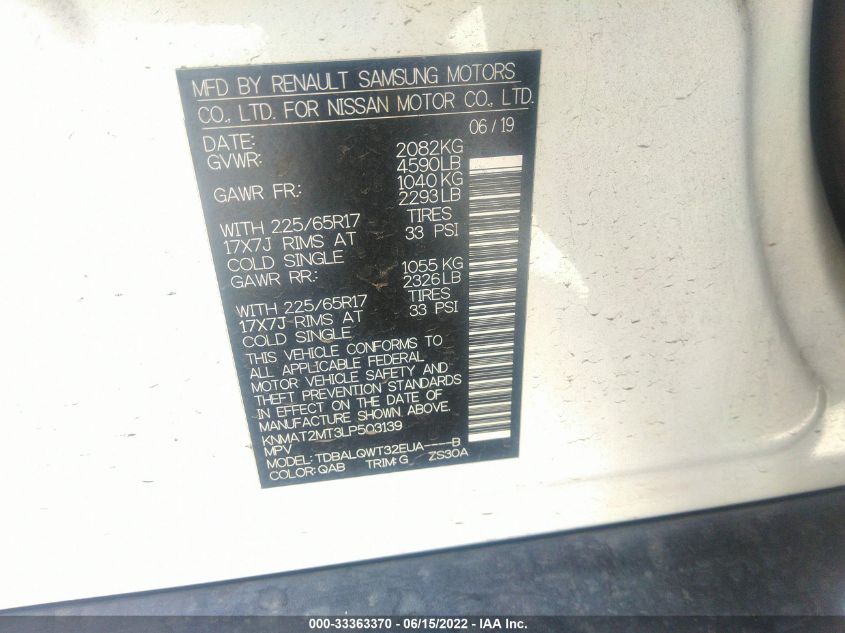 MFD BY RENAULT SAMSUNG MOTORS
CO., LTD. FOR NISSAN MOTOR CO., LTD.
DATE: 06/19
GVWR: 2082KG
4590LB
GAWR FR.: 1040KG
2293LB
WITH 225/65R17 TIRES
17X7J RIMS AT 33 PSI
COLD SINGLE
GAWR RR.: 1055 KG
2326LB
WITH 225/65R17 TIRES
17X7J-RIMS AT 33 PSI
COLD SINGLE
THIS VEHICLE CONFORMS TO
ALL APPLICABLE FEDERAL
MOTOR VEHICLE SAFETY AND
THEFT PREVENTION STANDARDS
IN EFFECT ON THE DATE OF
MANUFACTURE SHOWN ABOVE.
KNMAT2MT3LP503139
MPV
MODEL: TDBALQWT32EUA----B
COLOR: QAB TRIM: G ZS30A
000-33363370 - 06/15/2022 - IAA Inc.